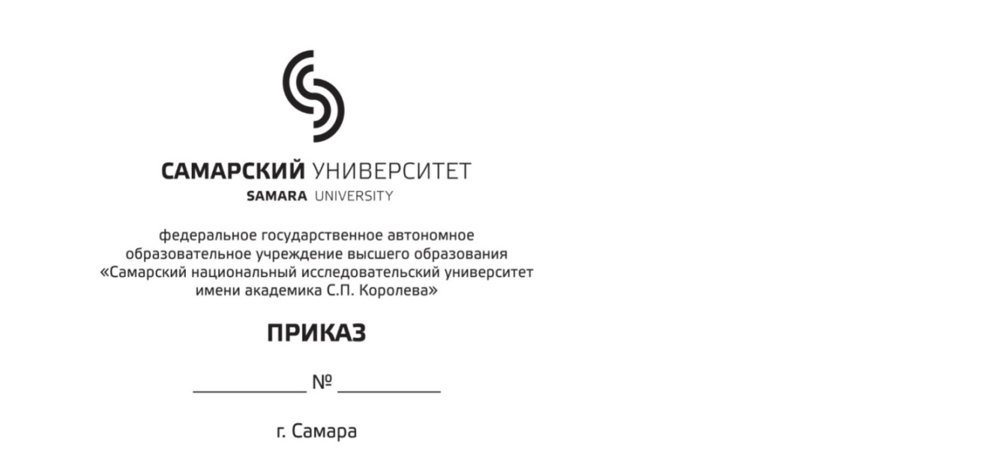 САМАРСКИЙ УНИВЕРСИТЕТ
SAMARA UNIVERSITY
федеральное государственное автономное
образовательное учреждение высшего образования
«Самарский национальный исследовательский университет
имени академика С.П. Королева»
ПРИКАЗ
___________ № __________
г. Самара